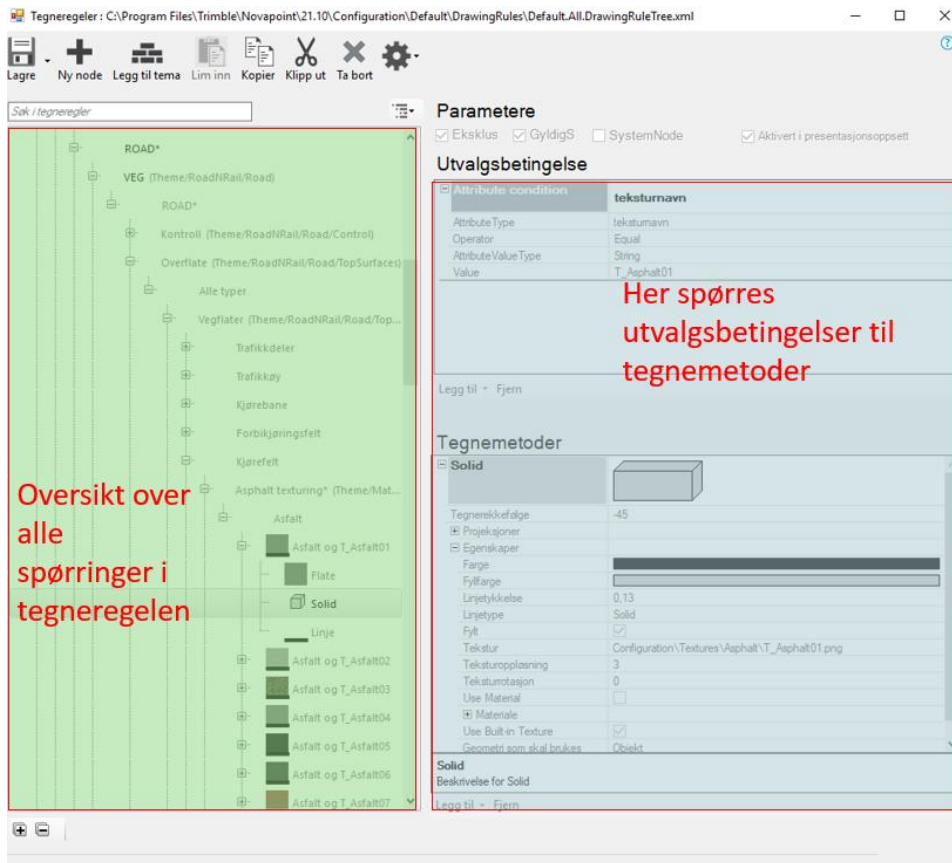 Tegneregeler : C:\Program Files\Trimble\Novapoint\21.10\Configuration\Default\DrawingRules\Default.All.DrawingRuleTree.xml
Lagre Ny node Legg til tema Lim inn Kopier Klipp ut Ta bort
Søk i tegneregler
ROAD*
VEG (Theme/RoadNRail/Road)
ROAD*
Kontroll (Theme/RoadNRail/Road/Control)
Overflate (Theme/RoadNRail/Road/TopSurfaces)
Alle typer
Vegflater (Theme/RoadNRail/Road/Top...
Trafikkdeler
Trafikkøy
Kjørebane
Forbikjøringsfelt
Kjørefelt
Asphalt texturing* (Theme/Mat...
Asfalt
Asfalt og T_Asfalt01
Flate
Solid
Linje
Asfalt og T_Asfalt02
Asfalt og T_Asfalt03
Asfalt og T_Asfalt04
Asfalt og T_Asfalt05
Asfalt og T_Asfalt06
Asfalt og T_Asfalt07
Oversikt over
alle
spørringer i
tegneregelen
Parametere
Eksklus GyldigS SystemNode Aktivert i presentasjonsoppsett
Utvalgsbetingelse
Attribute condition teksturnavn
AttributeType teksturnavn
Operator Equal
AttributeValueType String
Value T_Asphalt01
Her spørres
utvalgsbetingelser til
tegnemetoder
Legg til Fjern
Tegnemetoder
Solid
Tegnerekkefølge -45
Projeksjoner
Egenskaper
Farge
Fyllfarge
Linjetykkelse 0,13
Linjetype Solid
Fylt
Tekstur Configuration\Textures\Asphalt\T_Asphalt01.png
Teksturoppløsning 3
Teksturrotasjon 0
Use Material
Materiale
Use Built-in Texture
Geometri som skal brukes Objekt
Solid
Beskrivelse for Solid
Legg til Fjern